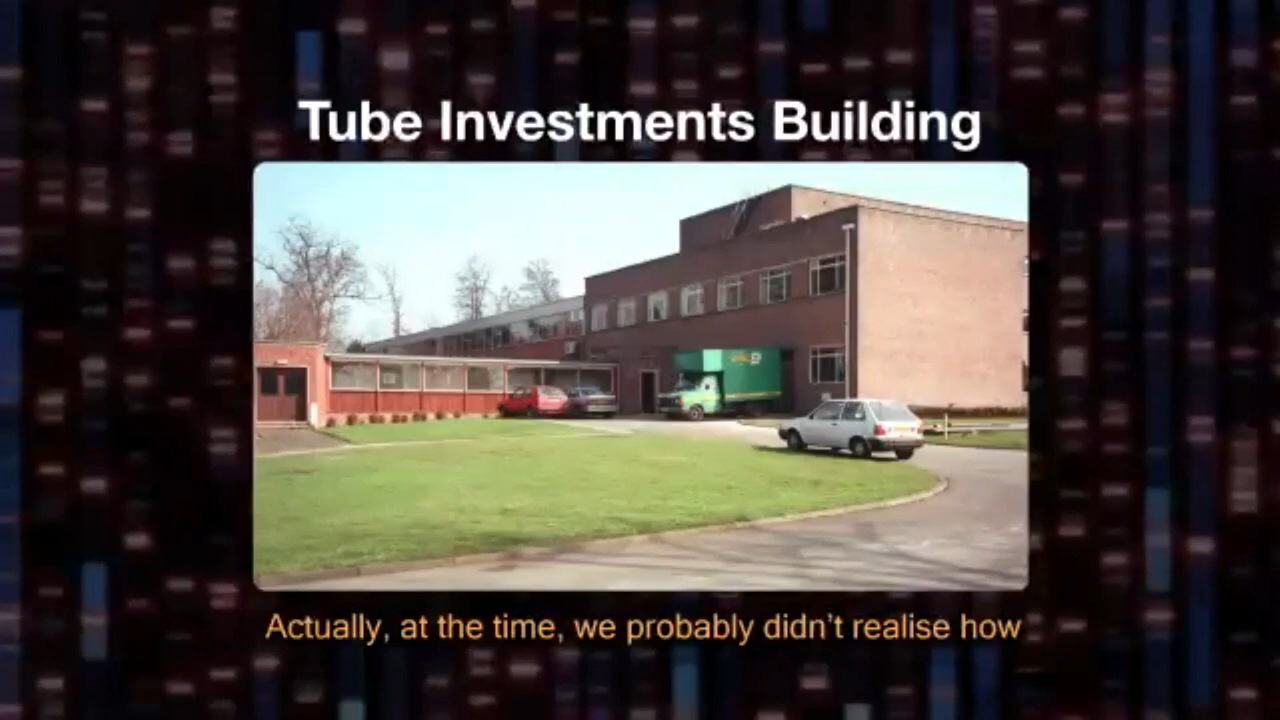 Tube Investments Building
Actually, at the time, we probably didn't realise how